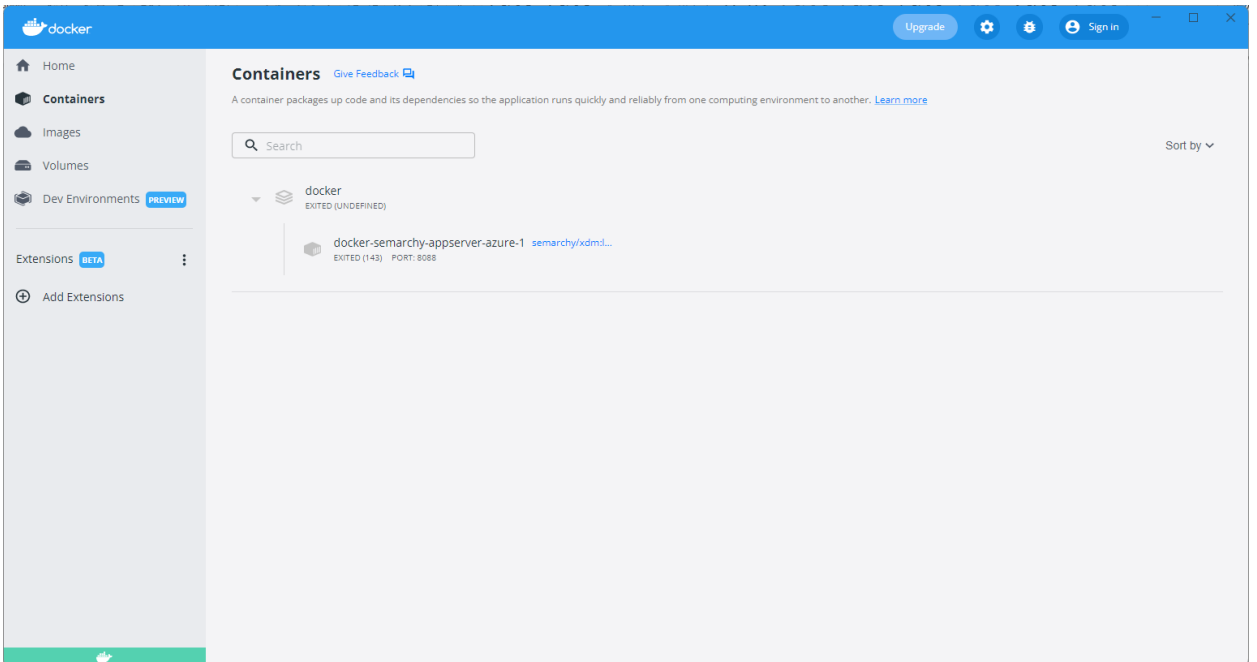 docker
Upgrade
Sign in
Home
Containers
Images
Volumes
Dev Environments PREVIEW
Extensions BETA
Add Extensions
Containers Give Feedback
A container packages up code and its dependencies so the application runs quickly and reliably from one computing environment to another. Learn more
Search
Sort by
docker
EXITED (UNDEFINED)
docker-semarchy-appserver-azure-1 semarchy/xdm:l...
EXITED (143) PORT: 8088